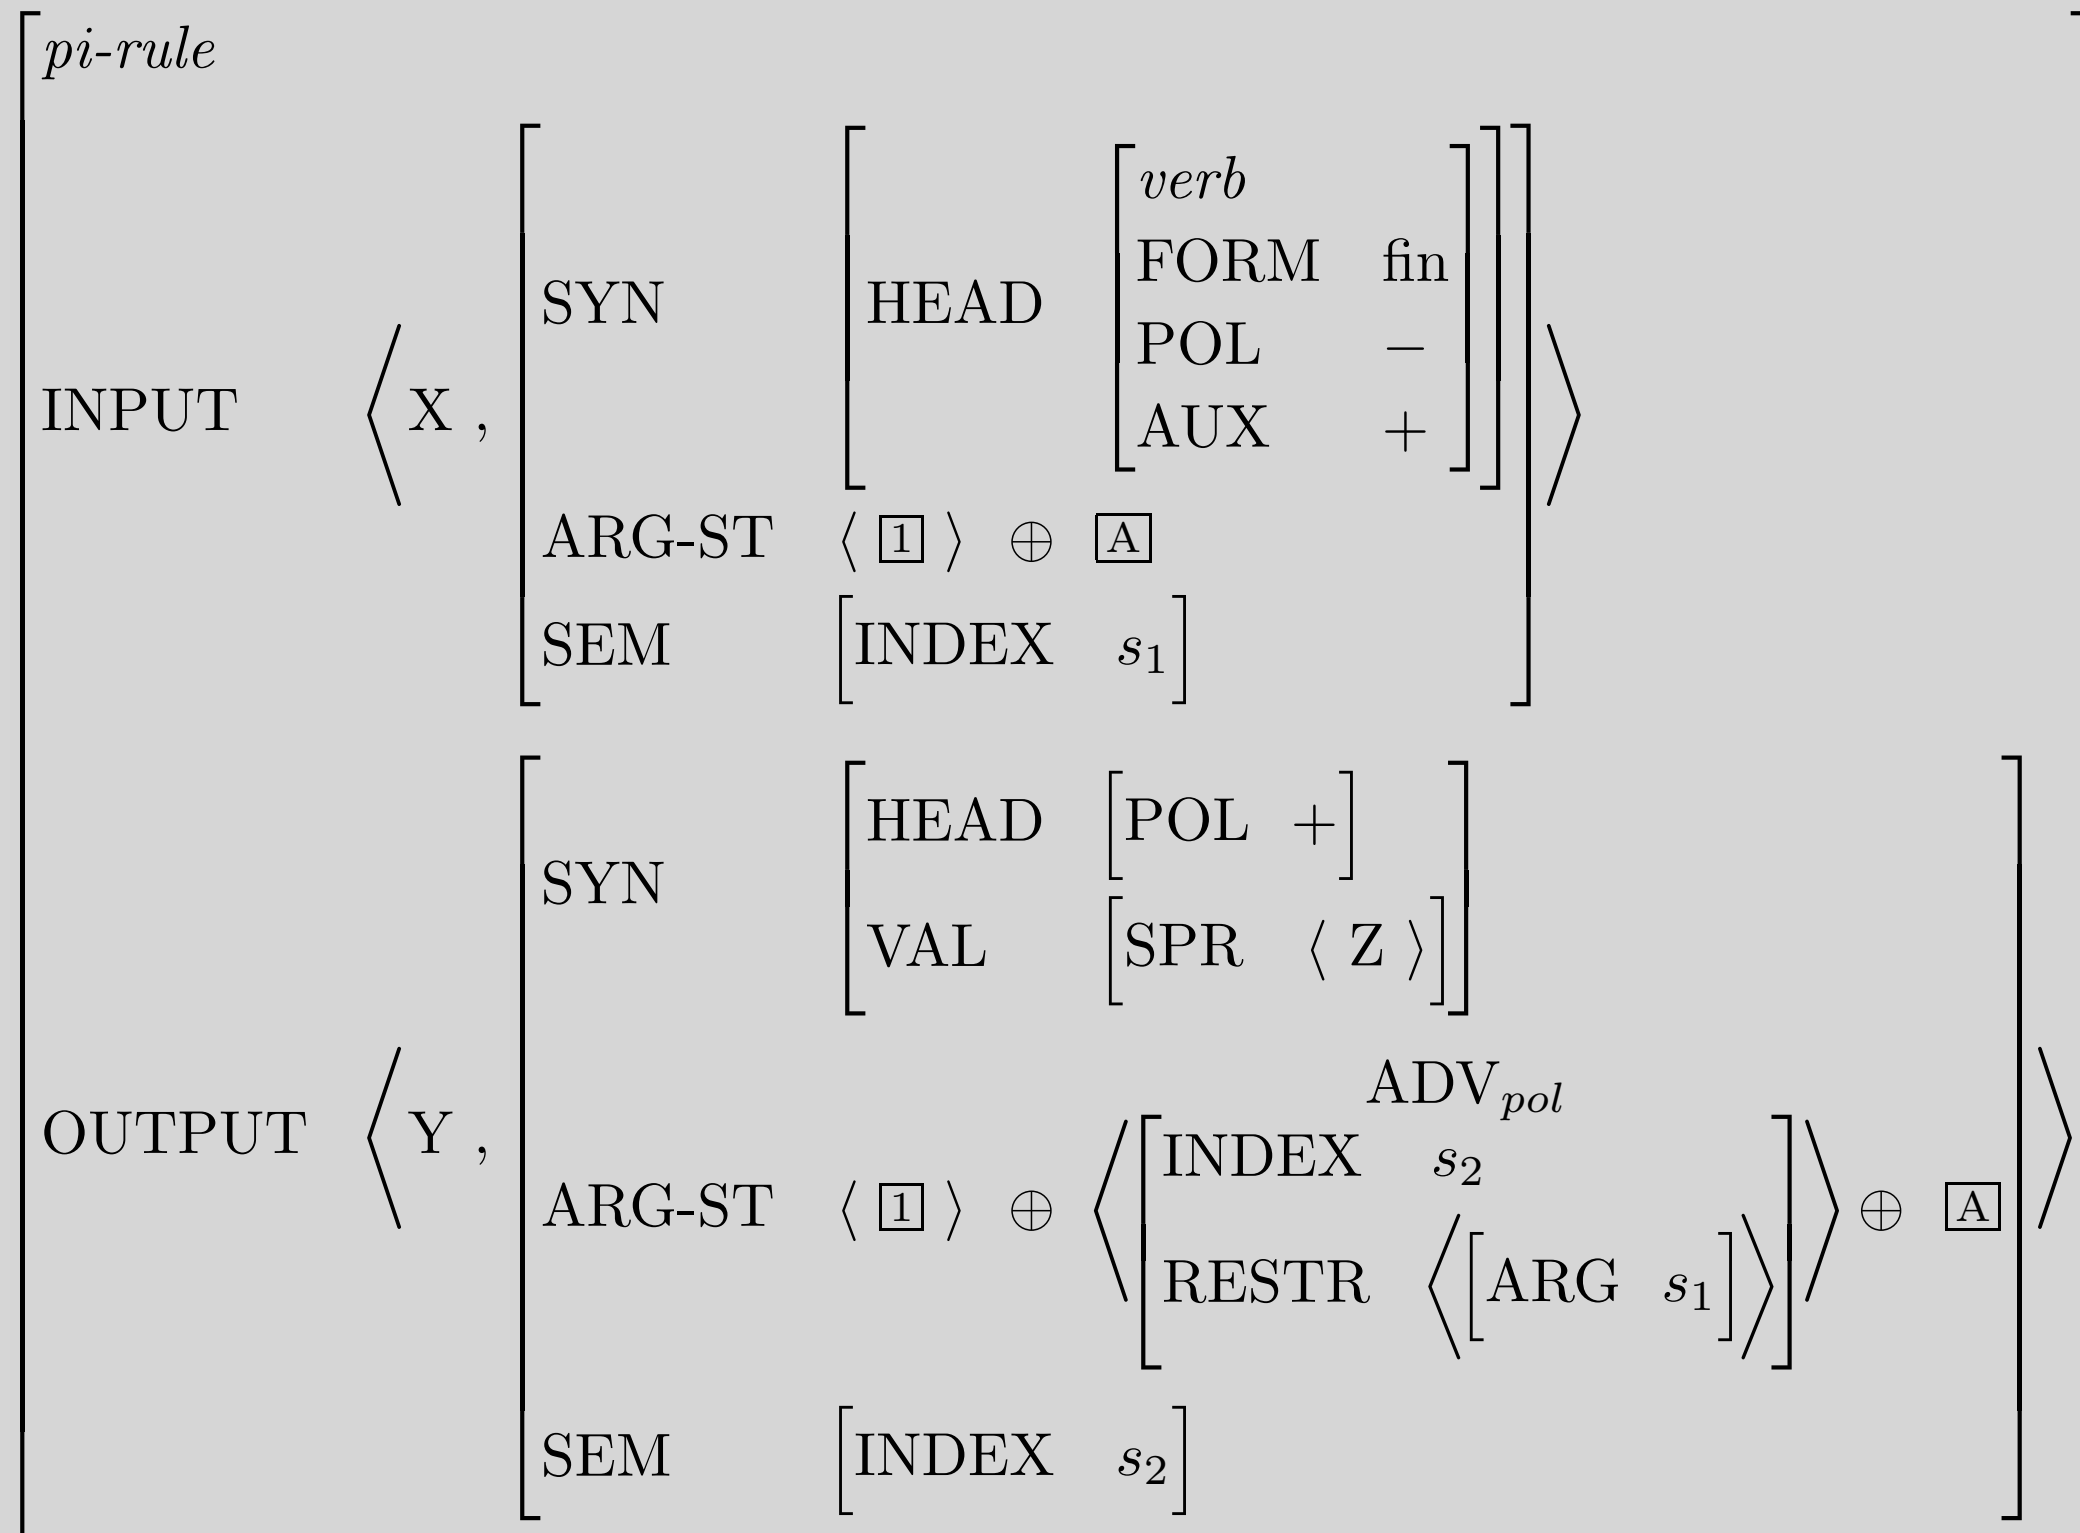 pi-rule
verb
FORM fin
SYN HEAD
POL −
INPUT ⟨ X ,
AUX + ⟩
ARG-ST ⟨ 1 ⟩ ⊕ A
SEM [INDEX s₁]
HEAD [POL +]
SYN
VAL [SPR ⟨ Z ⟩]
ADVpol
OUTPUT ⟨ Y ,
INDEX s₂
ARG-ST ⟨ 1 ⟩ ⊕ ⟨ ⟩ ⊕ A ⟩
RESTR ⟨[ARG s₁]⟩
SEM [INDEX s₂]